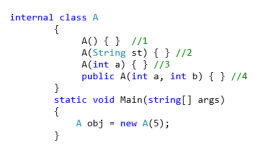 internal class A
{
A() { } //1
A(String st) { } //2
A(int a) { } //3
public A(int a, int b) { } //4
}
static void Main(string[] args)
{
A obj = new A(5);
}